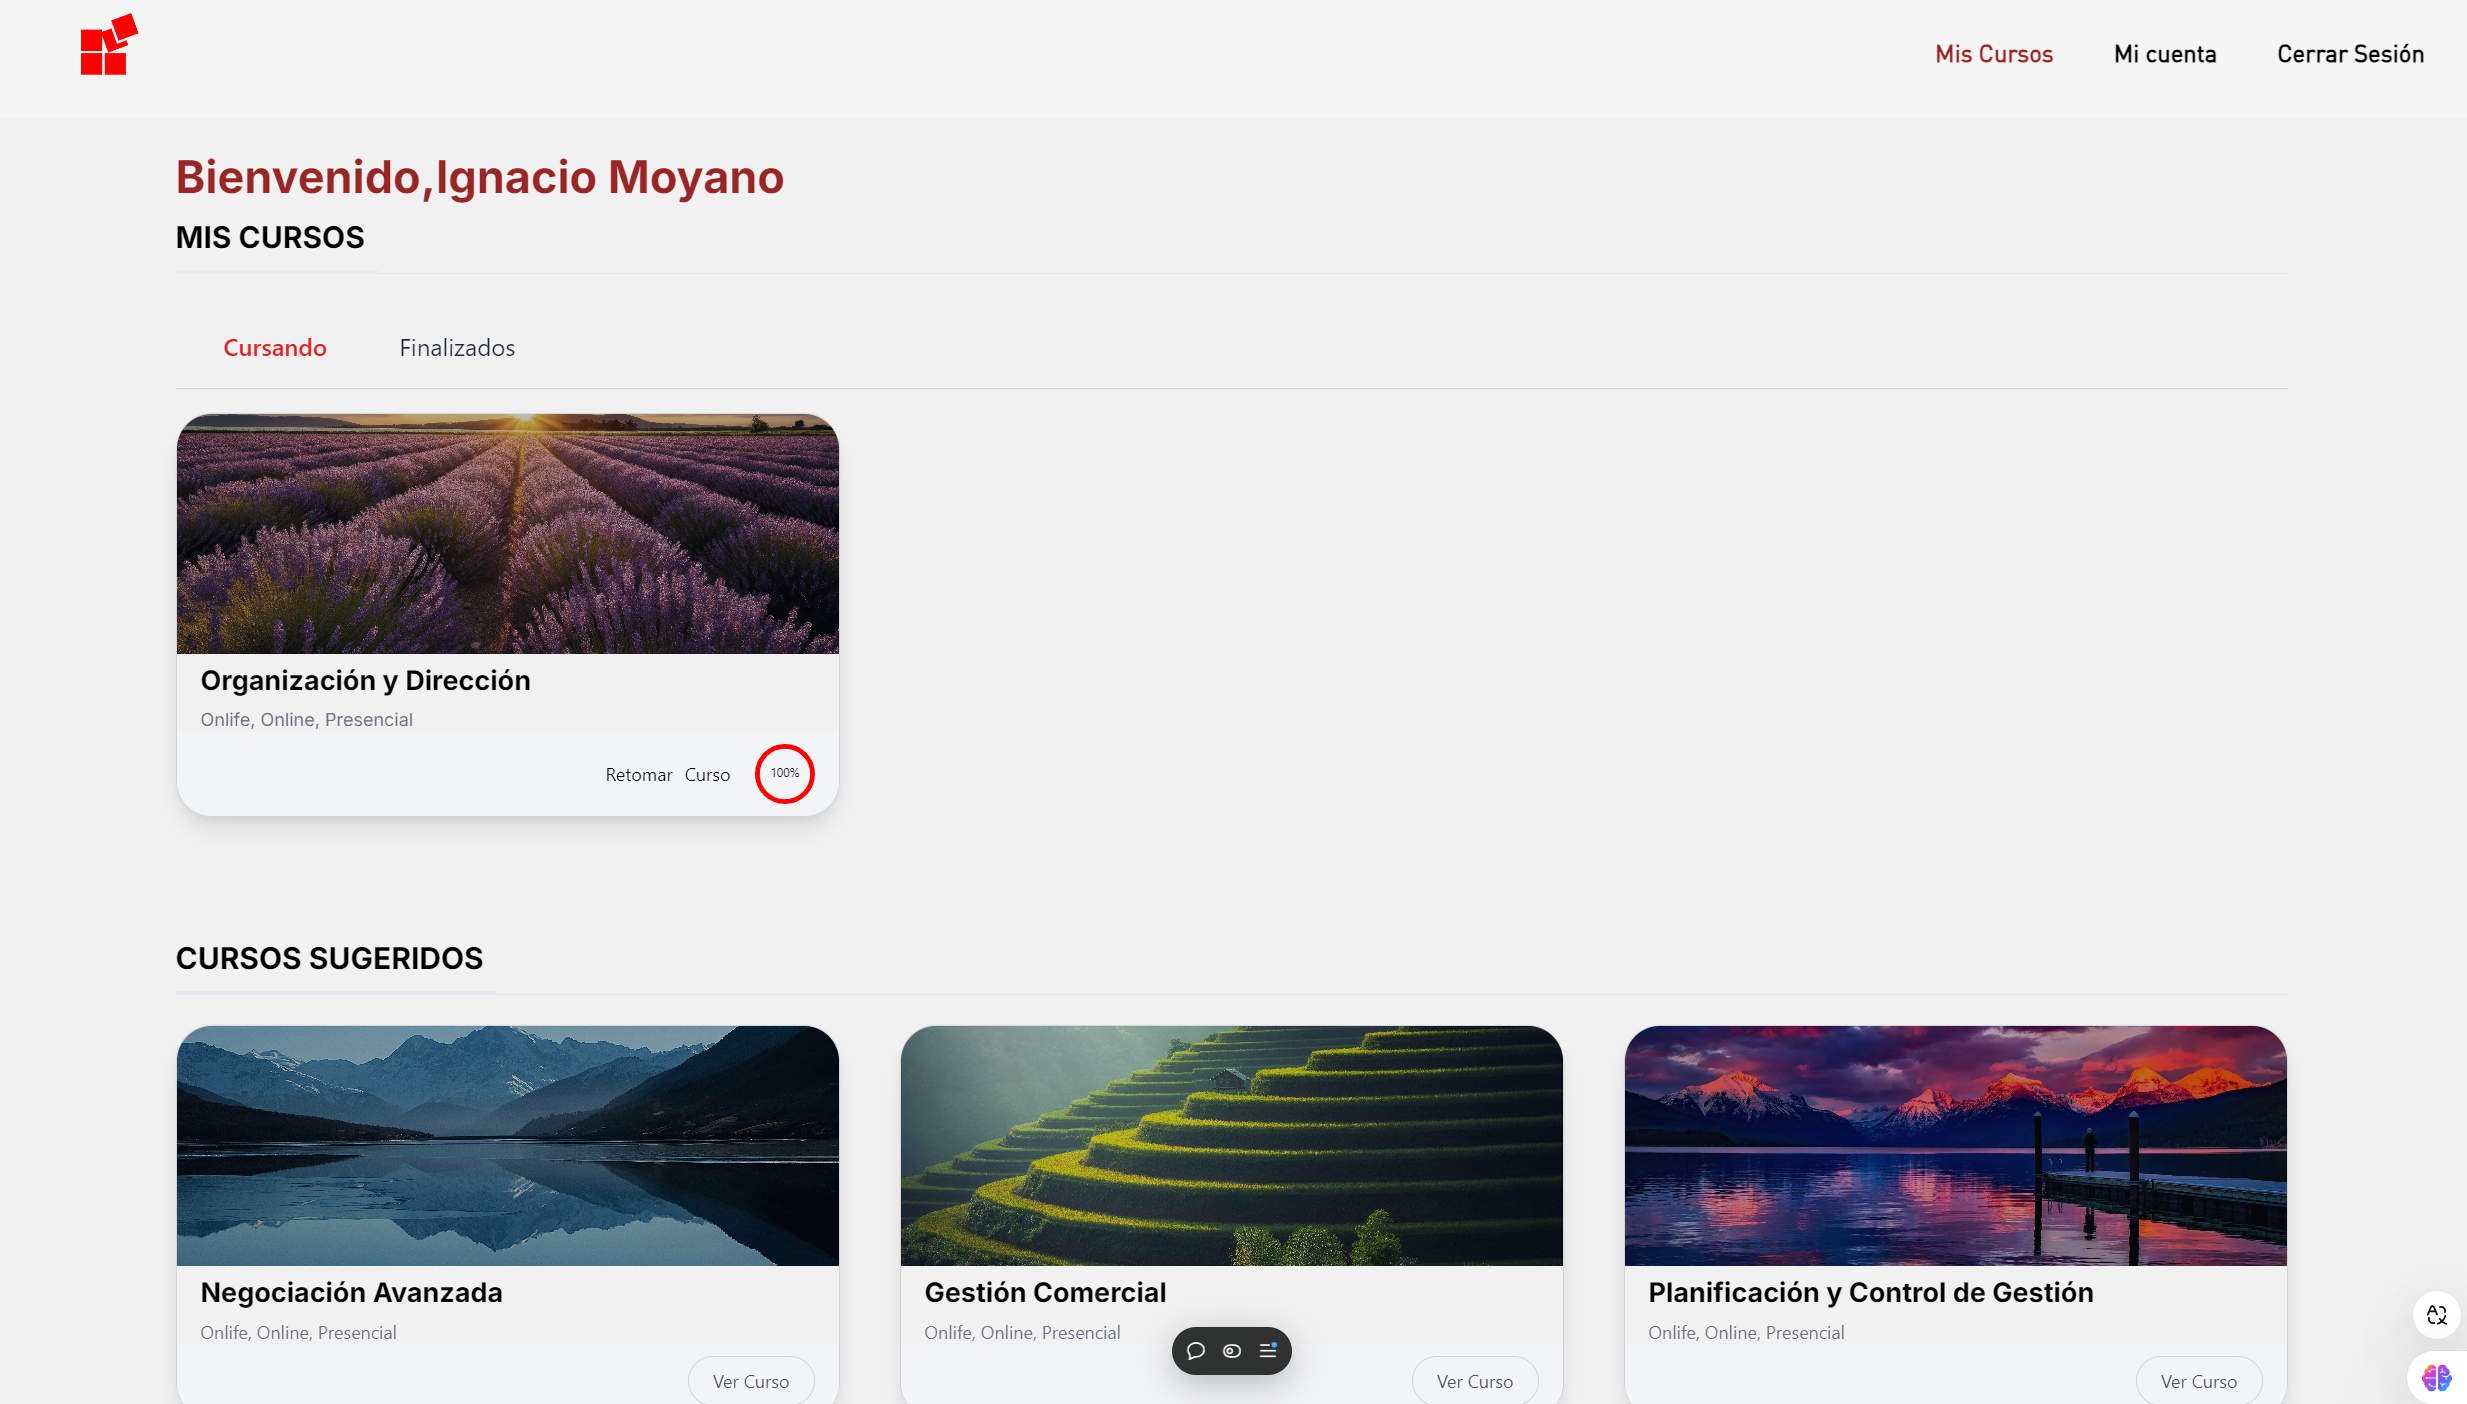 Mis Cursos Mi cuenta Cerrar Sesión
Bienvenido,Ignacio Moyano
MIS CURSOS
Cursando Finalizados
Organización y Dirección
Onlife, Online, Presencial
Retomar Curso 100%
CURSOS SUGERIDOS
Negociación Avanzada
Onlife, Online, Presencial
Ver Curso
Gestión Comercial
Onlife, Online, Presencial
Ver Curso
Planificación y Control de Gestión
Onlife, Online, Presencial
Ver Curso